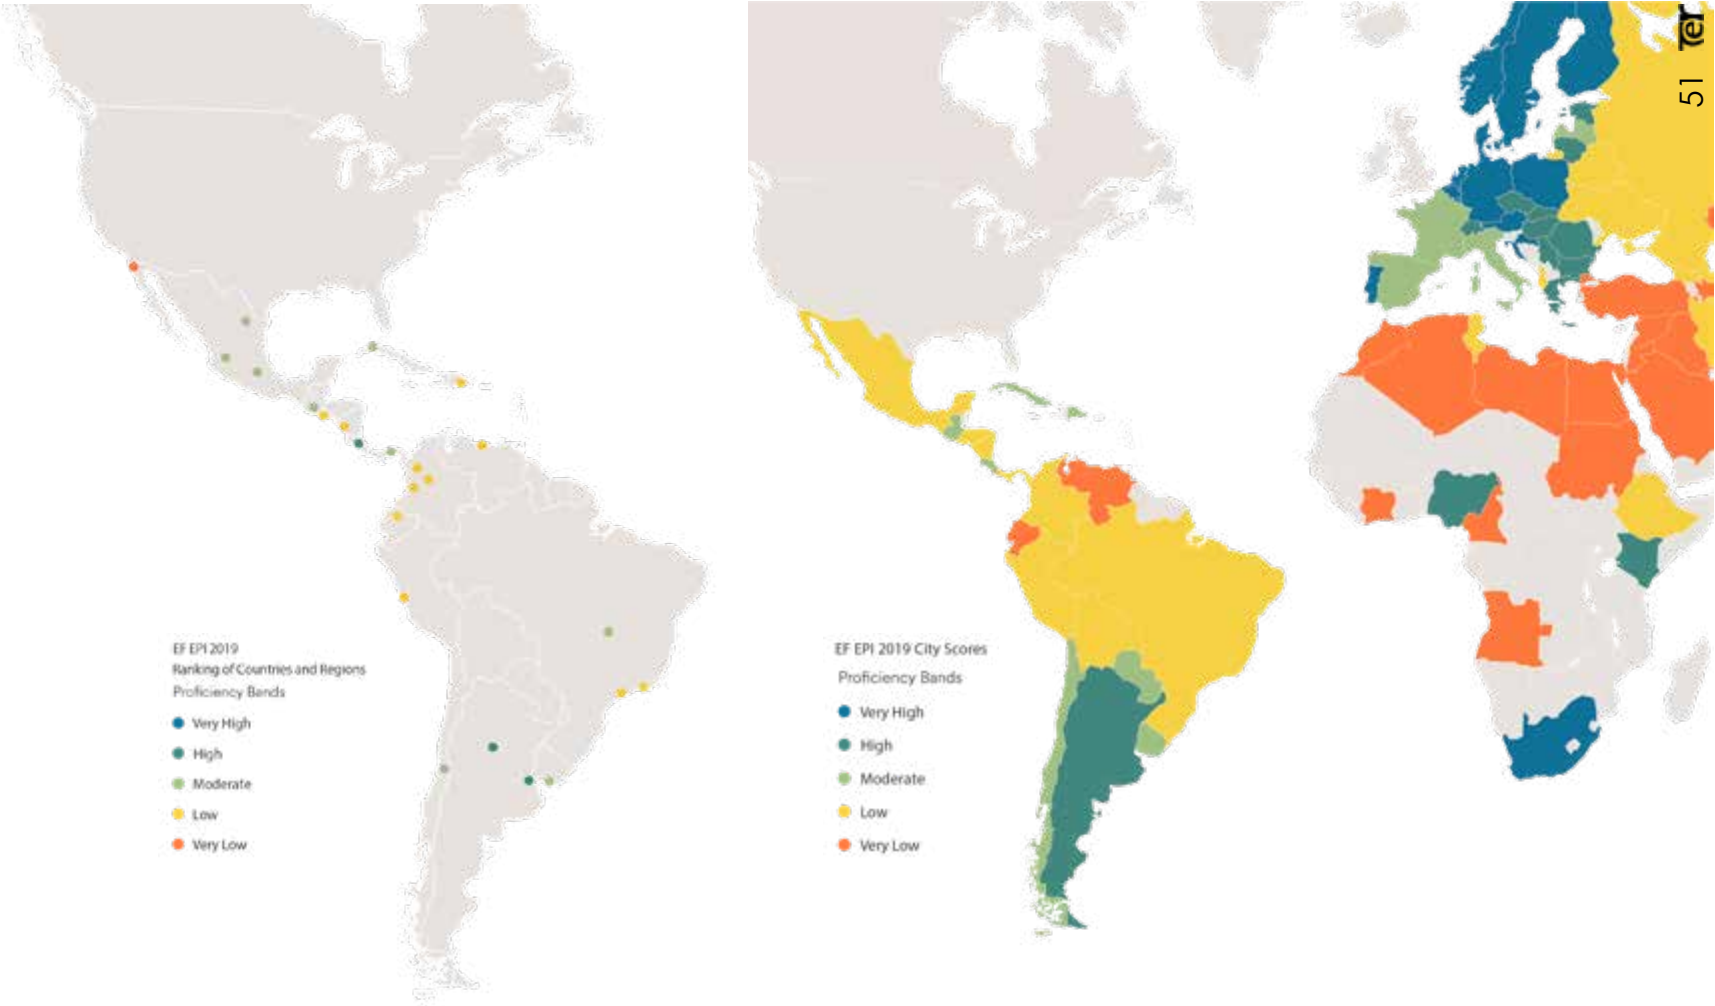 EF EPI 2019
Ranking of Countries and Regions
Proficiency Bands
Very High
High
Moderate
Low
Very Low
EF EPI 2019 City Scores
Proficiency Bands
Very High
High
Moderate
Low
Very Low
51